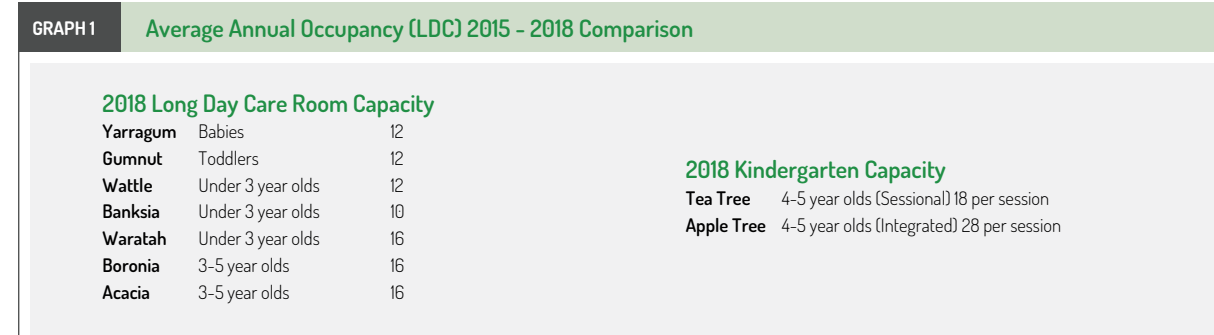 GRAPH 1 Average Annual Occupancy (LDC) 2015 - 2018 Comparison
2018 Long Day Care Room Capacity
Yarragum Babies 12
Gumnut Toddlers 12
Wattle Under 3 year olds 12
Banksia Under 3 year olds 10
Waratah Under 3 year olds 16
Boronia 3-5 year olds 16
Acacia 3-5 year olds 16
2018 Kindergarten Capacity
Tea Tree 4-5 year olds (Sessional) 18 per session
Apple Tree 4-5 year olds (Integrated) 28 per session